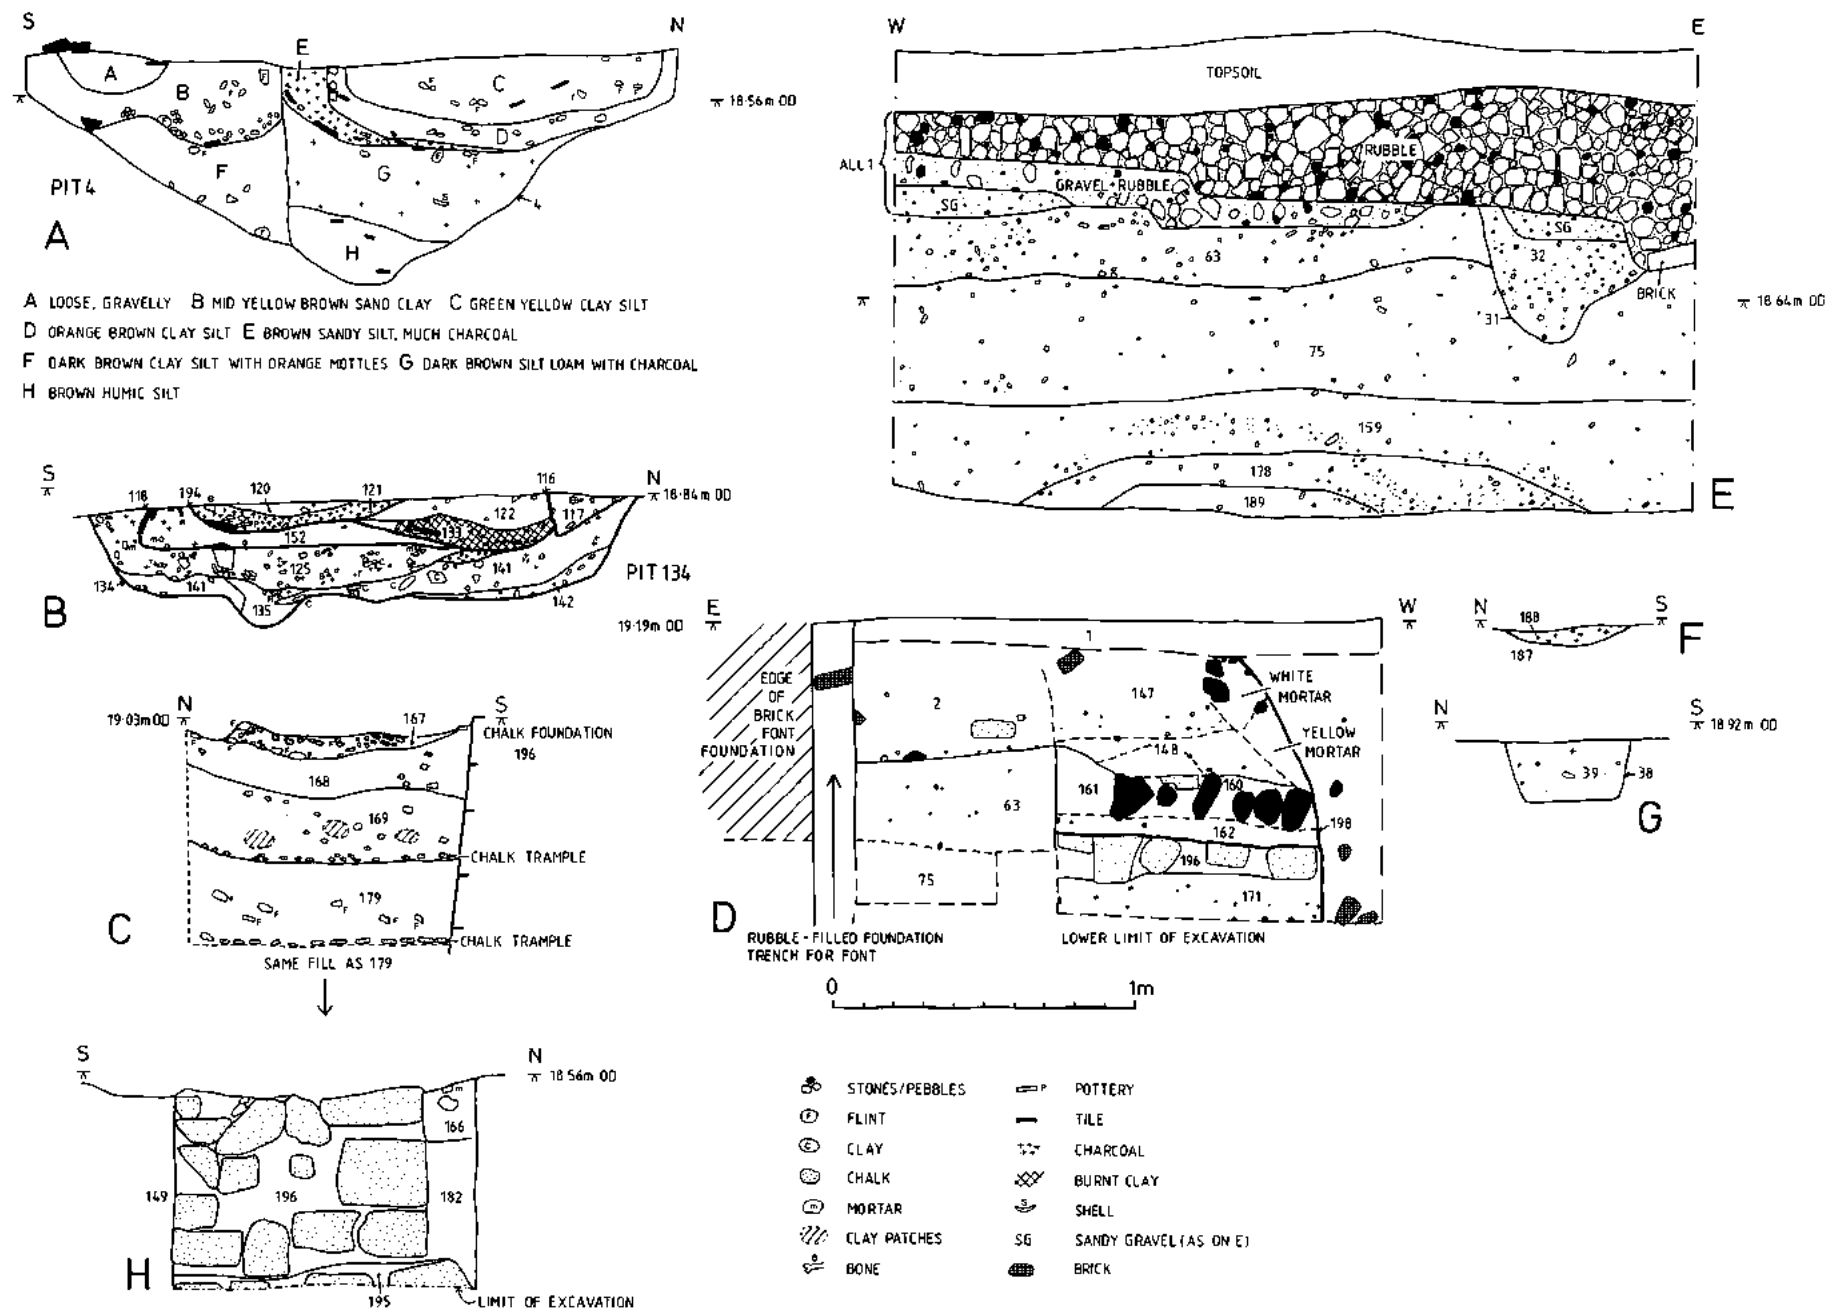 S
N
E
A
B
C
D
F
G
H
4
PIT 4
A
18·56m OD
A LOOSE, GRAVELLY B MID YELLOW BROWN SAND CLAY C GREEN YELLOW CLAY SILT
D ORANGE BROWN CLAY SILT E BROWN SANDY SILT, MUCH CHARCOAL
F DARK BROWN CLAY SILT WITH ORANGE MOTTLES G DARK BROWN SILT LOAM WITH CHARCOAL
H BROWN HUMIC SILT
W
E
TOPSOIL
ALL 1
RUBBLE
GRAVEL+RUBBLE
SG
SG
63
32
BRICK
31
18·64m OD
75
159
178
189
E
S
N
18·84m OD
118
194
120
121
116
122
117
133
152
125
141
141
134
135
142
PIT 134
B
19·19m OD
E
W
1
EDGE
OF
BRICK
FONT
FOUNDATION
2
147
WHITE
MORTAR
YELLOW
MORTAR
148
161
160
63
162
198
196
75
171
D
RUBBLE-FILLED FOUNDATION
TRENCH FOR FONT
LOWER LIMIT OF EXCAVATION
N
S
188
187
F
N
S
18·92m OD
39
38
G
19·03m OD
N
S
167
CHALK FOUNDATION
196
168
169
CHALK TRAMPLE
179
CHALK TRAMPLE
C
SAME FILL AS 179
0
1m
S
N
18·56m OD
m
166
149
196
182
195
H
LIMIT OF EXCAVATION
STONES/PEBBLES
F FLINT
C CLAY
CHALK
m MORTAR
CLAY PATCHES
BONE
P POTTERY
TILE
CHARCOAL
BURNT CLAY
S SHELL
SG SANDY GRAVEL (AS ON E)
BRICK